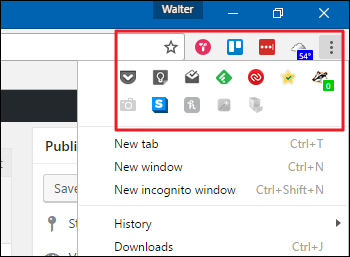 Walter
54°
0
S
New tab Ctrl+T
Publi
New window Ctrl+N
Save
New incognito window Ctrl+Shift+N
St
History
Downloads Ctrl+J